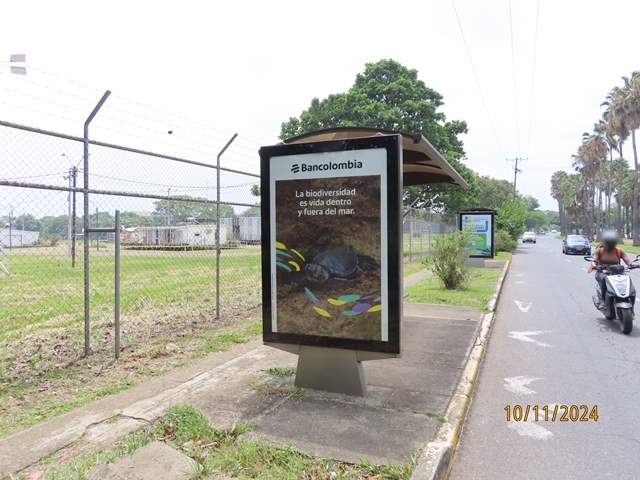 Bancolombia
La biodiversidad
es vida dentro
y fuera del mar.
10/11/2024